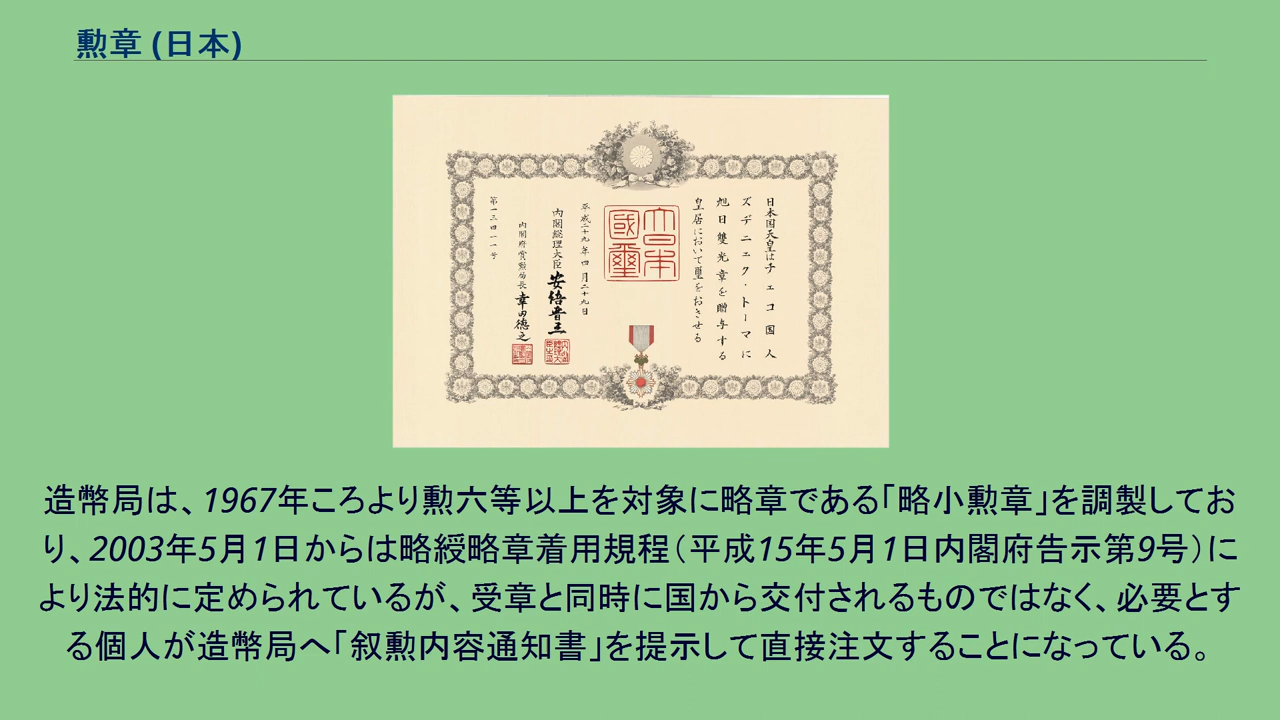 勲章 (日本)
日本国天皇はチェコ国人
ズデニェク・トーマに
旭日雙光章を贈与する
皇居において璽をおさせる
大日本國璽
平成二十九年四月二十九日
内閣総理大臣 安倍晋三
内閣府賞勲局長 幸田徳之
第一三四一一号
造幣局は、1967年ころより勲六等以上を対象に略章である「略小勲章」を調製してお
り、2003年5月1日からは略綬略章着用規程（平成15年5月1日内閣府告示第9号）に
より法的に定められているが、受章と同時に国から交付されるものではなく、必要とす
る個人が造幣局へ「叙勲内容通知書」を提示して直接注文することになっている。